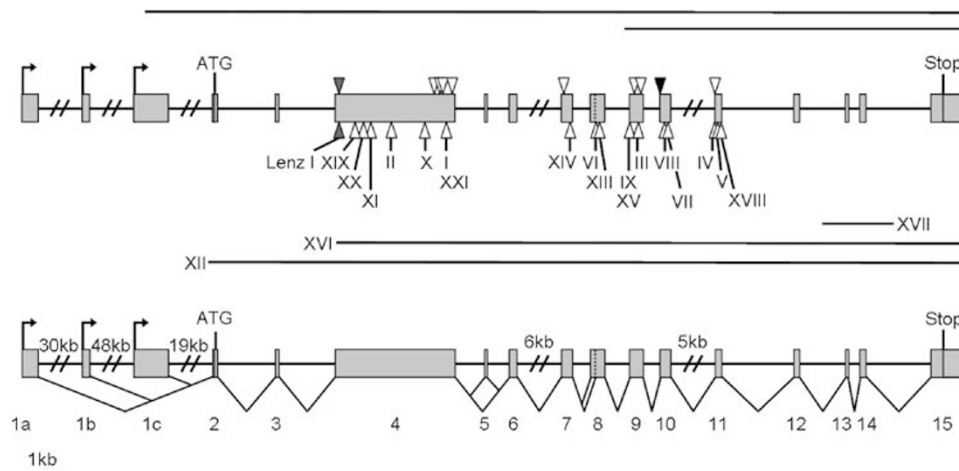 ATG Stop
Lenz I XIX II X I XIV VI III VIII IV
XX XXI XIII IX VII V
XI XV XVIII
XVII
XVI
XII
ATG Stop
30kb 48kb 19kb 6kb 5kb
1a 1b 1c 2 3 4 5 6 7 8 9 10 11 12 13 14 15
1kb